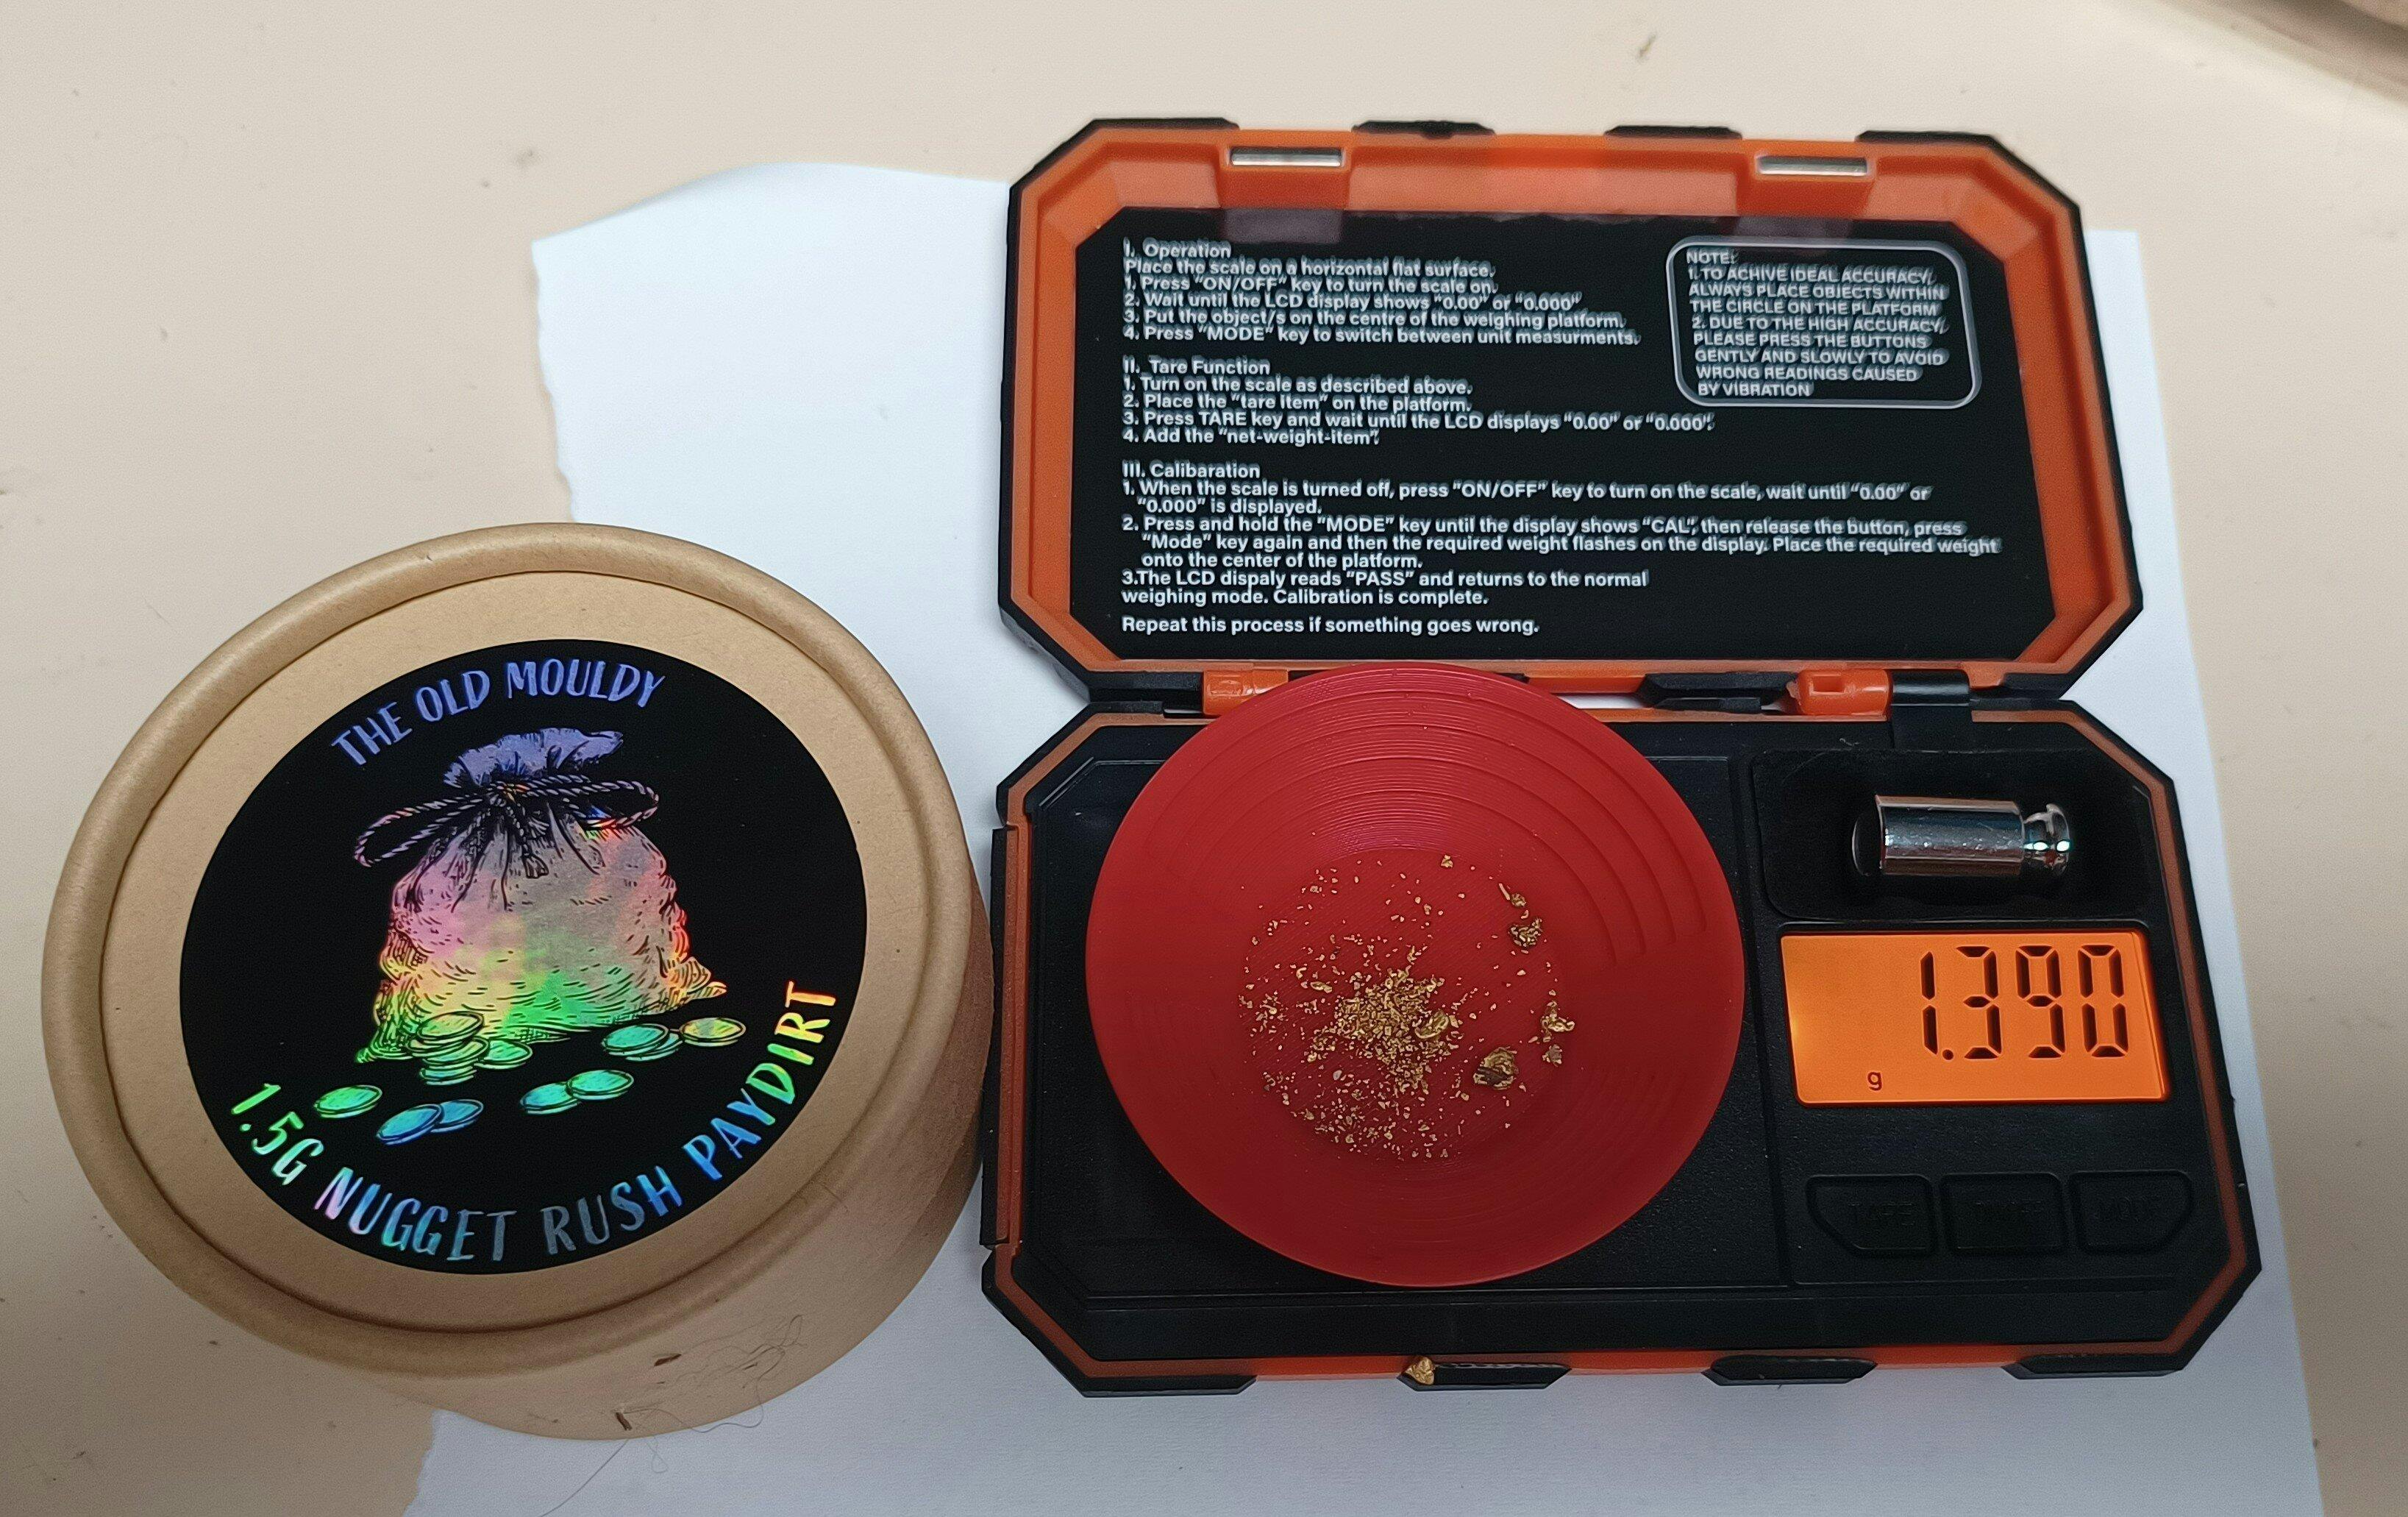 THE OLD MOULDY
1.5G NUGGET RUSH PAYDIRT
I. Operation
Place the scale on a horizontal flat surface.
1. Press "ON/OFF" key to turn the scale on.
2. Wait until the LCD display shows "0.00" or "0.000".
3. Put the object/s on the centre of the weighing platform.
4. Press "MODE" key to switch between unit measurments.
II. Tare Function
1. Turn on the scale as described above.
2. Place the "tare item" on the platform.
3. Press TARE key and wait until the LCD displays "0.00" or "0.000".
4. Add the "net-weight-item".
III. Calibaration
1. When the scale is turned off, press "ON/OFF" key to turn on the scale, wait until "0.00" or
"0.000" is displayed.
2. Press and hold the "MODE" key until the display shows "CAL", then release the button, press
"Mode" key again and then the required weight flashes on the display. Place the required weight
onto the center of the platform.
3.The LCD dispaly reads "PASS" and returns to the normal
weighing mode. Calibration is complete.
Repeat this process if something goes wrong.
NOTE:
1. TO ACHIVE IDEAL ACCURACY,
ALWAYS PLACE OBJECTS WITHIN
THE CIRCLE ON THE PLATFORM
2. DUE TO THE HIGH ACCURACY,
PLEASE PRESS THE BUTTONS
GENTLY AND SLOWLY TO AVOID
WRONG READINGS CAUSED
BY VIBRATION
1.390
g
TARE
MODE